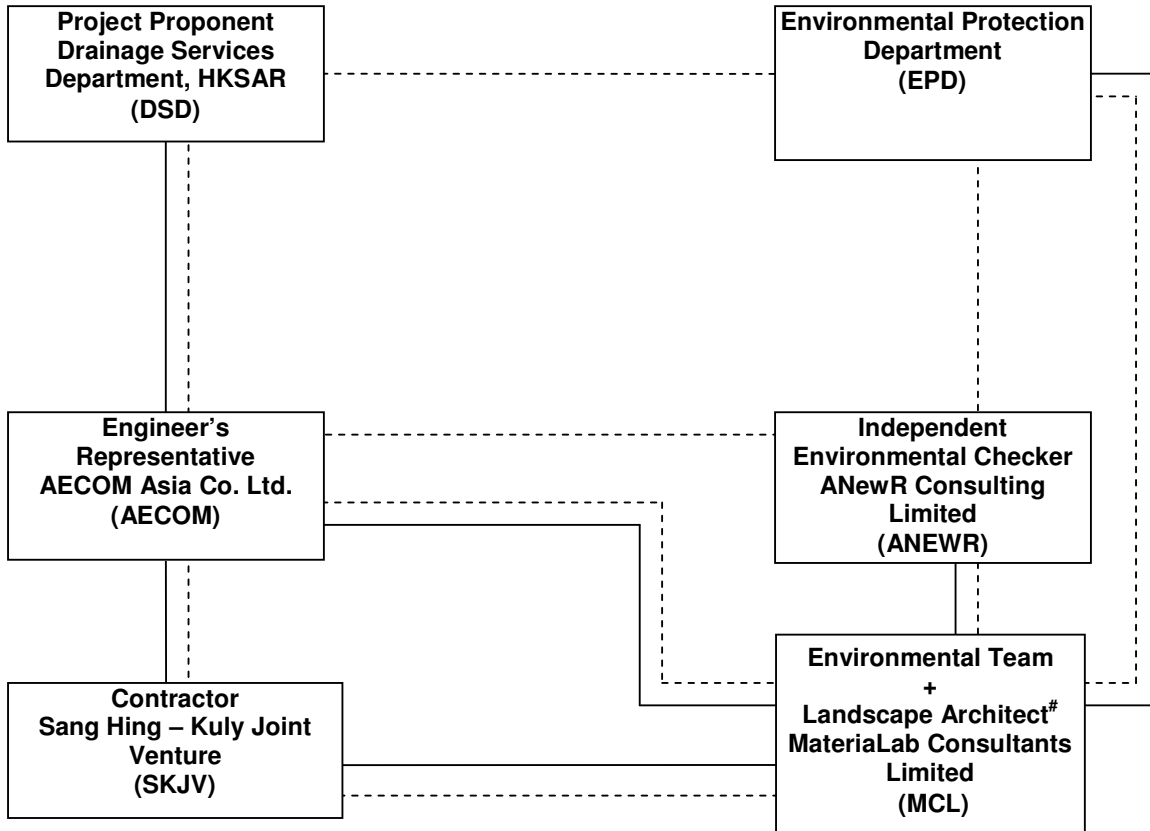 Project Proponent
Drainage Services
Department, HKSAR
(DSD)
Environmental Protection
Department
(EPD)
Engineer’s
Representative
AECOM Asia Co. Ltd.
(AECOM)
Independent
Environmental Checker
ANewR Consulting
Limited
(ANEWR)
Contractor
Sang Hing – Kuly Joint
Venture
(SKJV)
Environmental Team
+
Landscape Architect#
MateriaLab Consultants
Limited
(MCL)